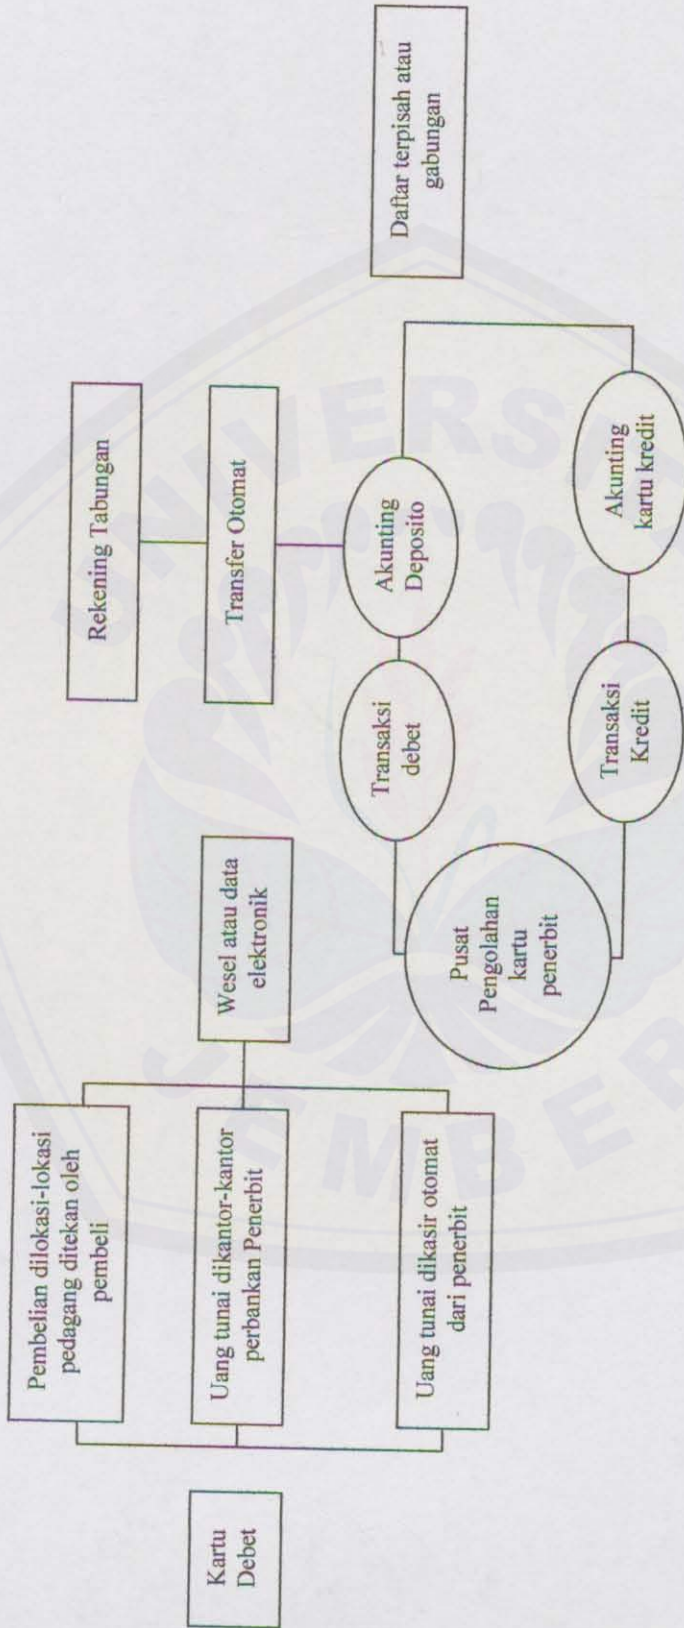 Kartu
Debet
Pembelian dilokasi-lokasi
pedagang ditekan oleh
pembeli
Uang tunai dikantor-kantor
perbankan Penerbit
Uang tunai dikasir otomat
dari penerbit
Wesel atau data
elektronik
Pusat
Pengolahan
kartu
penerbit
Transaksi
debet
Transaksi
Kredit
Rekening Tabungan
Transfer Otomat
Akunting
Deposito
Akunting
kartu kredit
Daftar terpisah atau
gabungan
UNIVERSIT
JEMBER